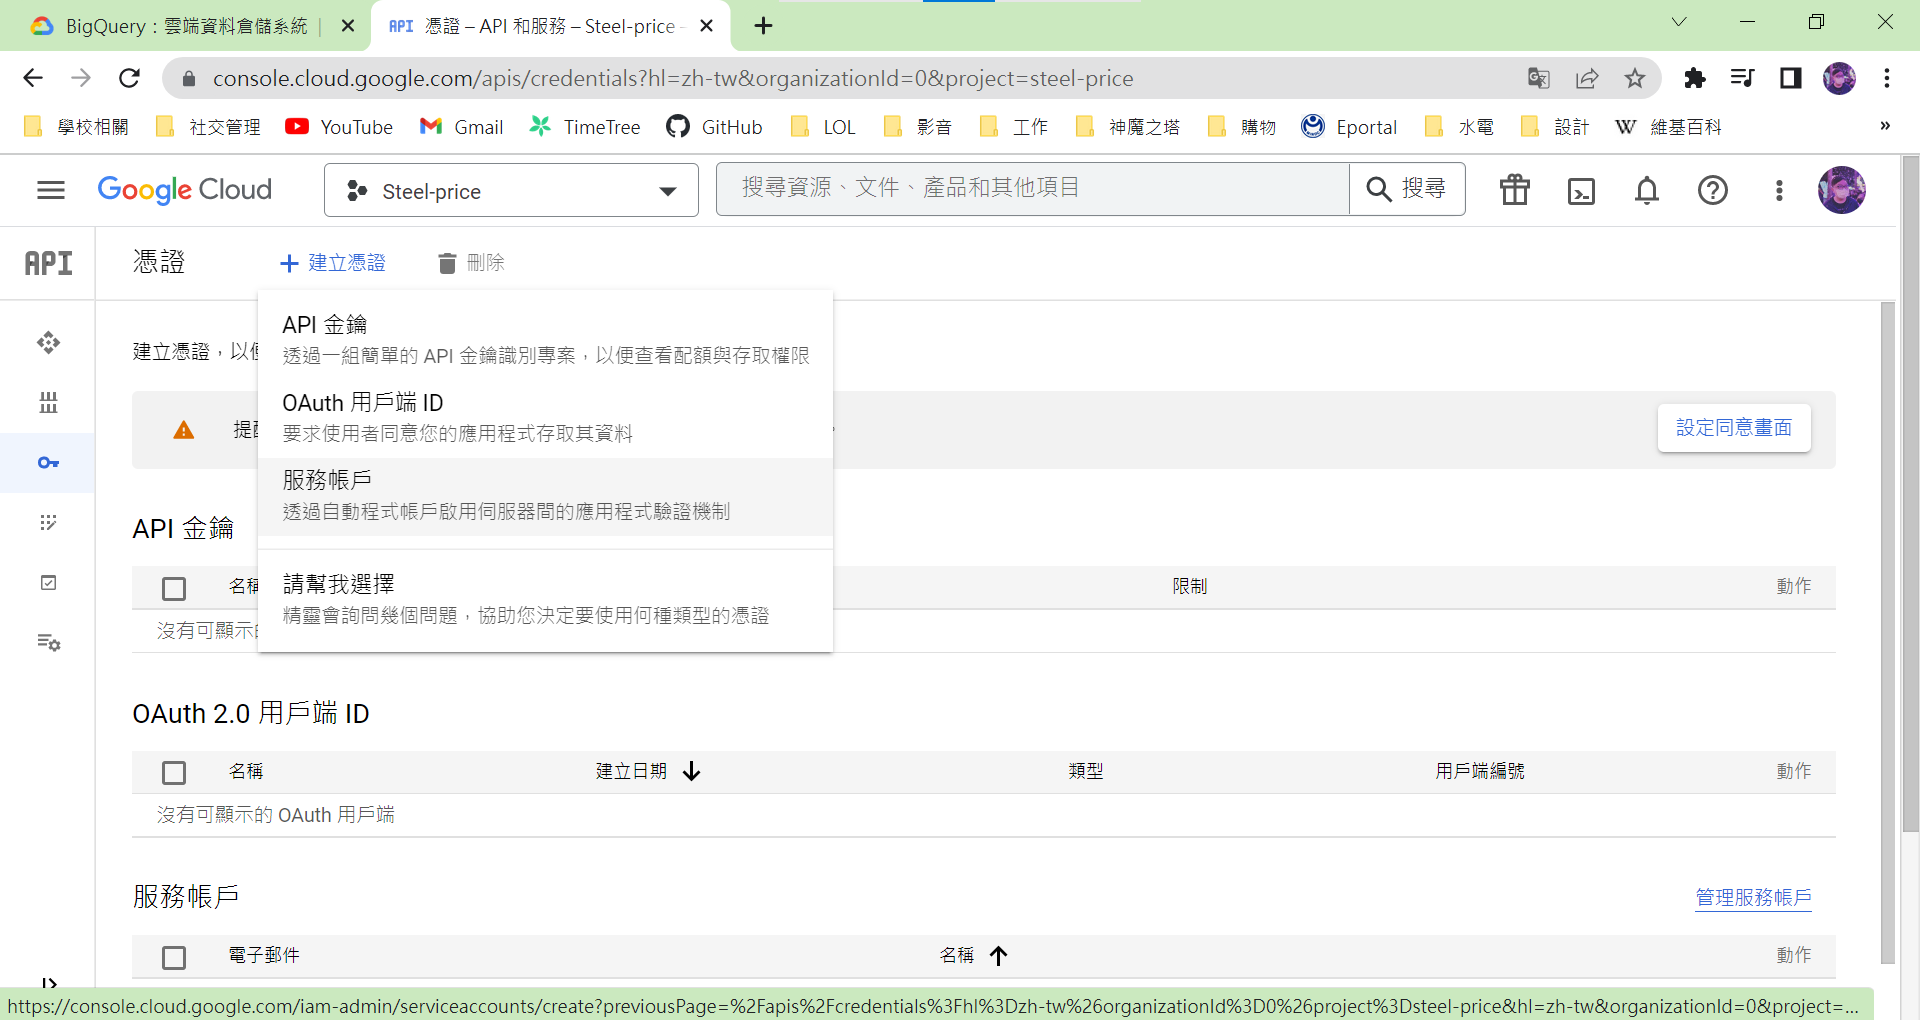 BigQuery：雲端資料倉儲系統
API 憑證 – API 和服務 – Steel-price
console.cloud.google.com/apis/credentials?hl=zh-tw&organizationId=0&project=steel-price
學校相關 社交管理 YouTube Gmail TimeTree GitHub LOL 影音 工作 神魔之塔 購物 Eportal 水電 設計 W 維基百科 »
Google Cloud Steel-price 搜尋資源、文件、產品和其他項目 搜尋
API 憑證 建立憑證 刪除
API 金鑰
透過一組簡單的 API 金鑰識別專案，以便查看配額與存取權限
OAuth 用戶端 ID
要求使用者同意您的應用程式存取其資料
服務帳戶
透過自動程式帳戶啟用伺服器間的應用程式驗證機制
請幫我選擇
精靈會詢問幾個問題，協助您決定要使用何種類型的憑證
建立憑證，以便
提醒
設定同意畫面
API 金鑰
名稱 限制 動作
沒有可顯示的
OAuth 2.0 用戶端 ID
名稱 建立日期 類型 用戶端編號 動作
沒有可顯示的 OAuth 用戶端
服務帳戶 管理服務帳戶
電子郵件 名稱 動作
https://console.cloud.google.com/iam-admin/serviceaccounts/create?previousPage=%2Fapis%2Fcredentials%3Fhl%3Dzh-tw%26organizationId%3D0%26project%3Dsteel-price&hl=zh-tw&organizationId=0&project=...